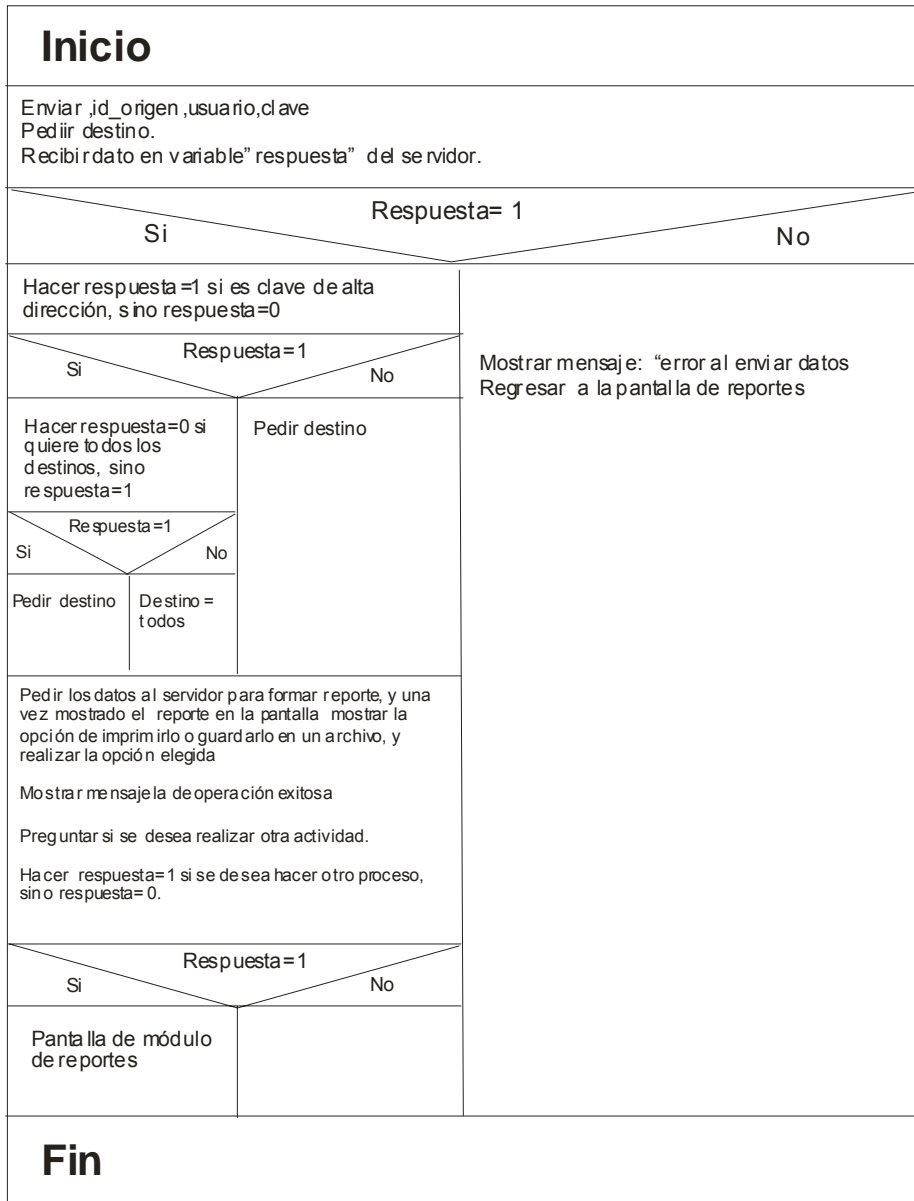 Inicio
Enviar ,id_origen ,usuario,clave
Pediir destino.
Recibir dato en variable” respuesta” del servidor.
Respuesta= 1
Si
No
Hacer respuesta =1 si es clave de alta
dirección, sino respuesta=0
Respuesta=1
Si
No
Mostrar mensaje: “error al enviar datos
Regresar a la pantalla de reportes
Hacer respuesta=0 si
quiere todos los
destinos, sino
respuesta=1
Pedir destino
Respuesta=1
Si
No
Pedir destino
Destino =
todos
Pedir los datos al servidor para formar reporte, y una
vez mostrado el reporte en la pantalla mostrar la
opción de imprimirlo o guardarlo en un archivo, y
realizar la opción elegida
Mostrar mensaje la de operación exitosa
Preguntar si se desea realizar otra actividad.
Hacer respuesta= 1 si se desea hacer otro proceso,
sino respuesta= 0.
Respuesta=1
Si
No
Pantalla de módulo
de reportes
Fin